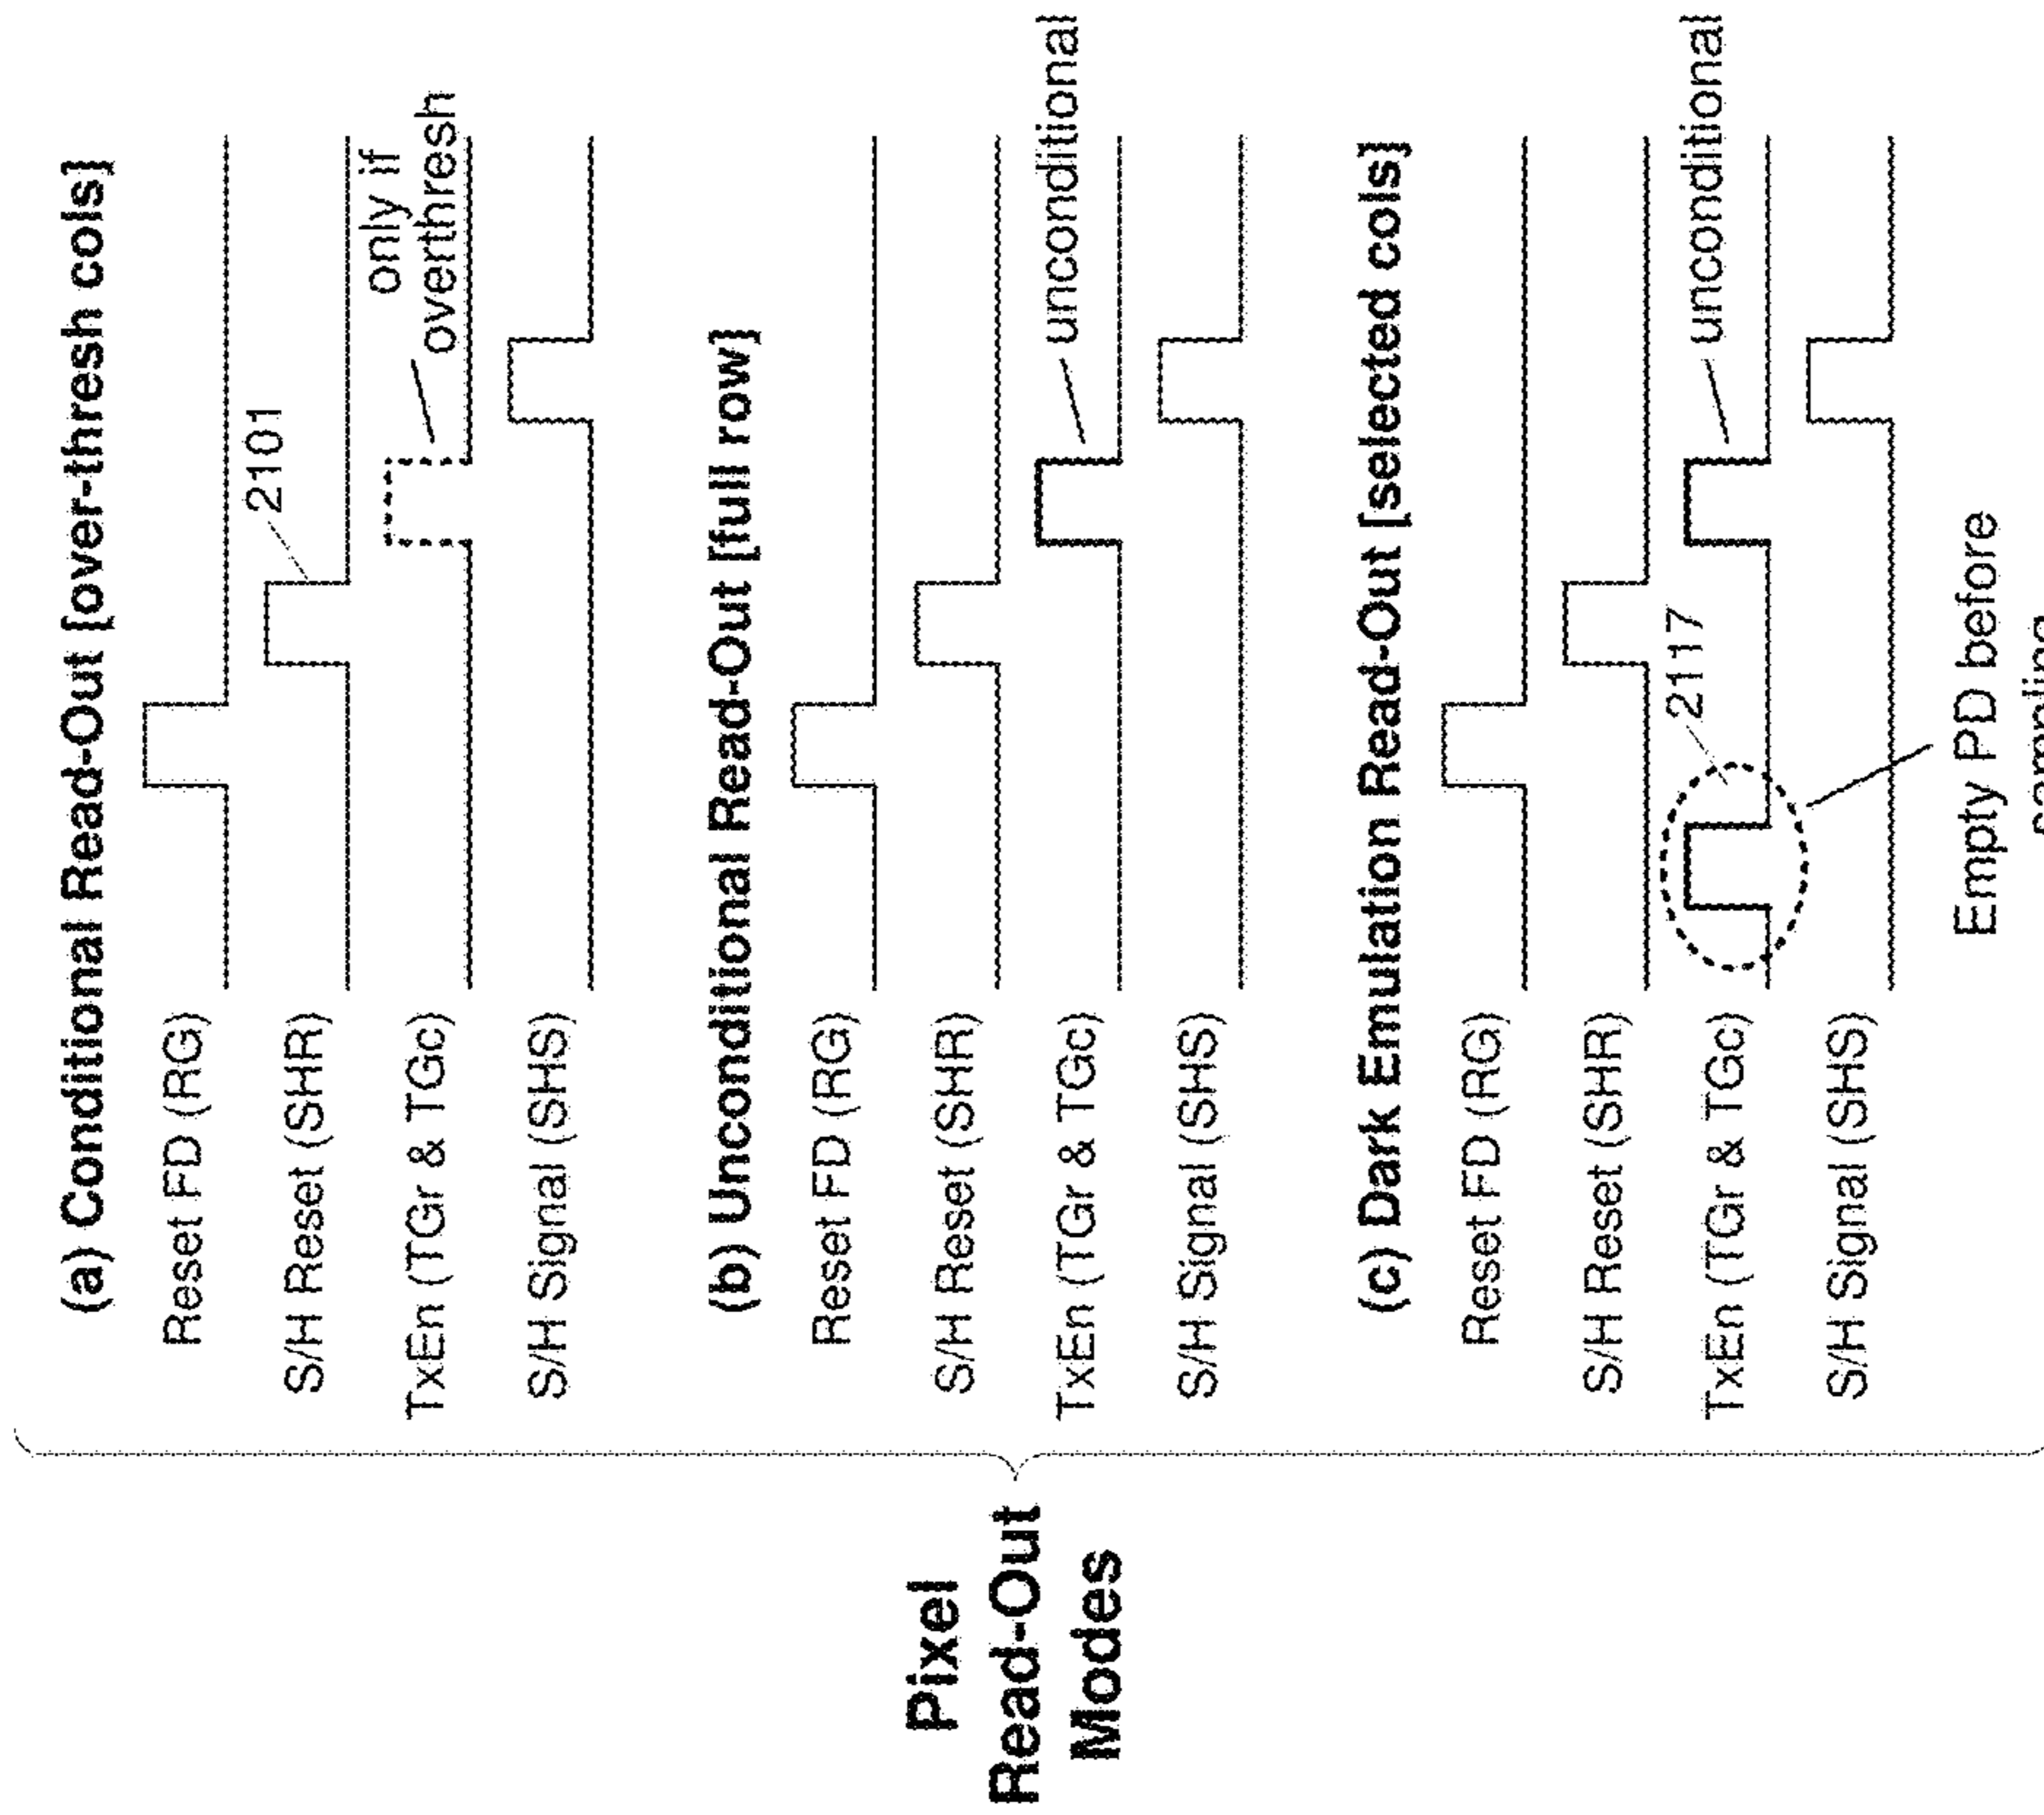 Pixel
Read-Out
Modes
(a) Conditional Read-Out [over-thresh cols]
Reset FD (RG)
S/H Reset (SHR)
2101
TxEn (TGr & TGc)
only if
overthresh
S/H Signal (SHS)
(b) Unconditional Read-Out [full row]
Reset FD (RG)
S/H Reset (SHR)
TxEn (TGr & TGc)
unconditional
S/H Signal (SHS)
(c) Dark Emulation Read-Out [selected cols]
Reset FD (RG)
S/H Reset (SHR)
TxEn (TGr & TGc)
2117
unconditional
S/H Signal (SHS)
Empty PD before